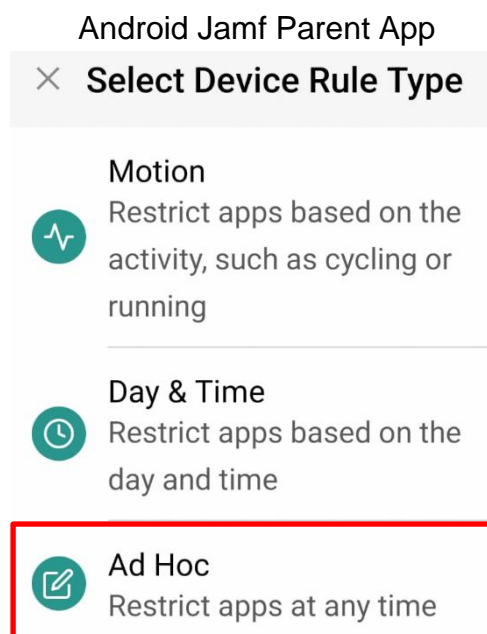 Android Jamf Parent App
Select Device Rule Type
Motion
Restrict apps based on the
activity, such as cycling or
running
Day & Time
Restrict apps based on the
day and time
Ad Hoc
Restrict apps at any time